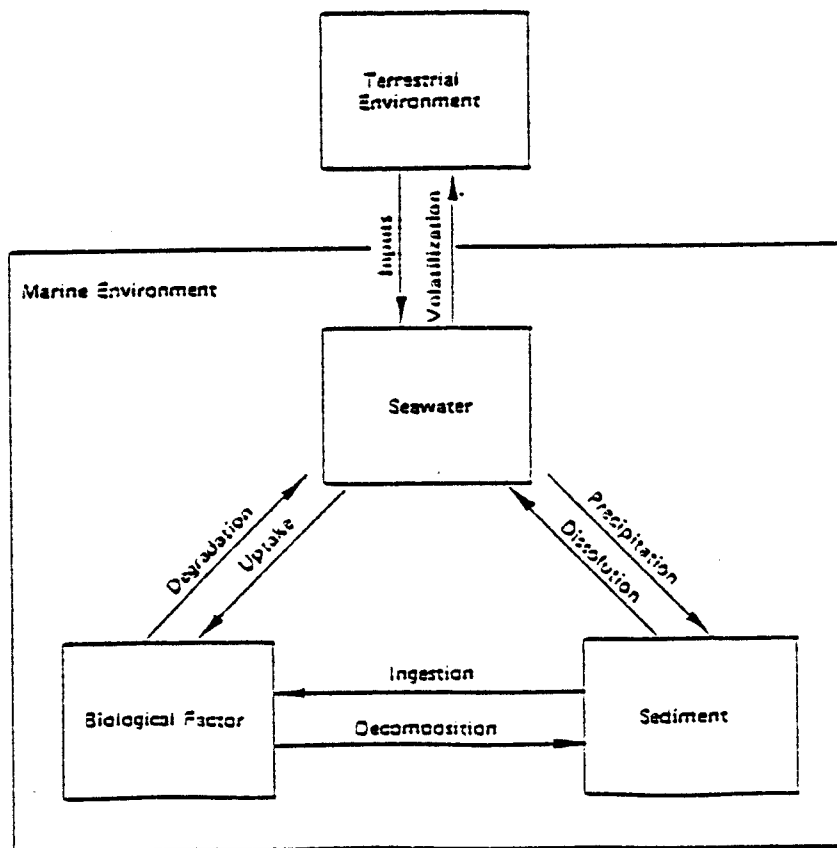 Terrestrial
Environment
Inputs
Volatilization
Marine Environment
Seawater
Degradation
Uptake
Precipitation
Dissolution
Ingestion
Biological Factor
Sediment
Decomposition